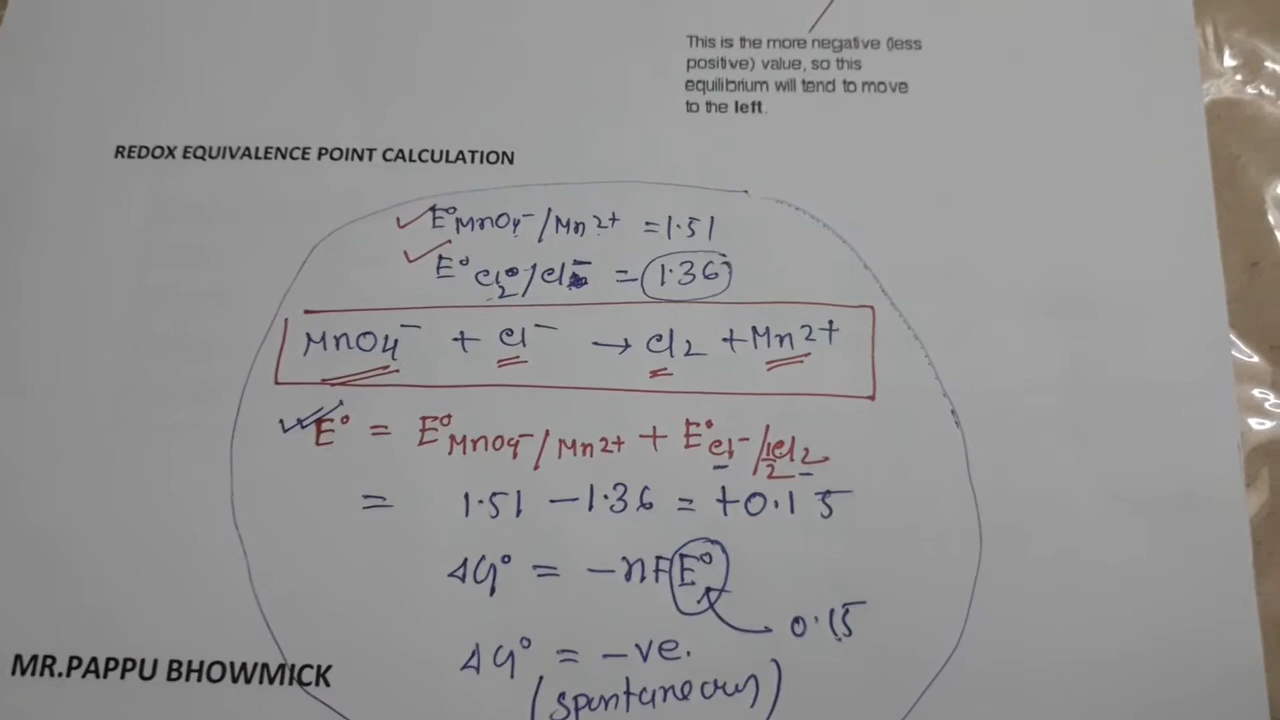 This is the more negative (less
positive) value, so this
equilibrium will tend to move
to the left.
REDOX EQUIVALENCE POINT CALCULATION
E° MnO4⁻/Mn2+ = 1.51
E° Cl2°/Cl⁻ = 1.36
MnO4⁻ + Cl⁻ → Cl2 + Mn2+
E° = E° MnO4⁻/Mn2+ + E° Cl⁻/½Cl2
= 1.51 - 1.36 = +0.15
ΔG° = -nFE°
0.15
ΔG° = -ve.
(spontaneous)
MR.PAPPU BHOWMICK